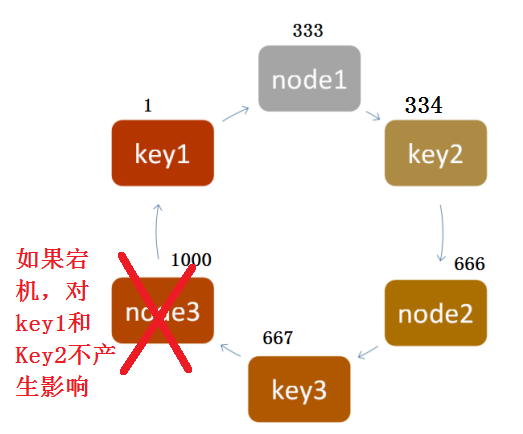 333
node1
1
key1
334
key2
如果宕
机，对
key1和
Key2不产
生影响
1000
node3
666
node2
667
key3